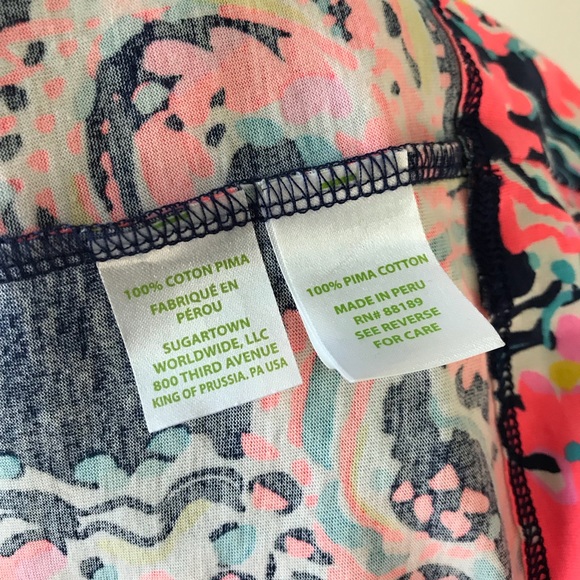 100% COTON PIMA
FABRIQUÉ EN
PÉROU
SUGARTOWN
WORLDWIDE, LLC
800 THIRD AVENUE
KING OF PRUSSIA. PA USA
100% PIMA COTTON
MADE IN PERU
RN# 88189
SEE REVERSE
FOR CARE